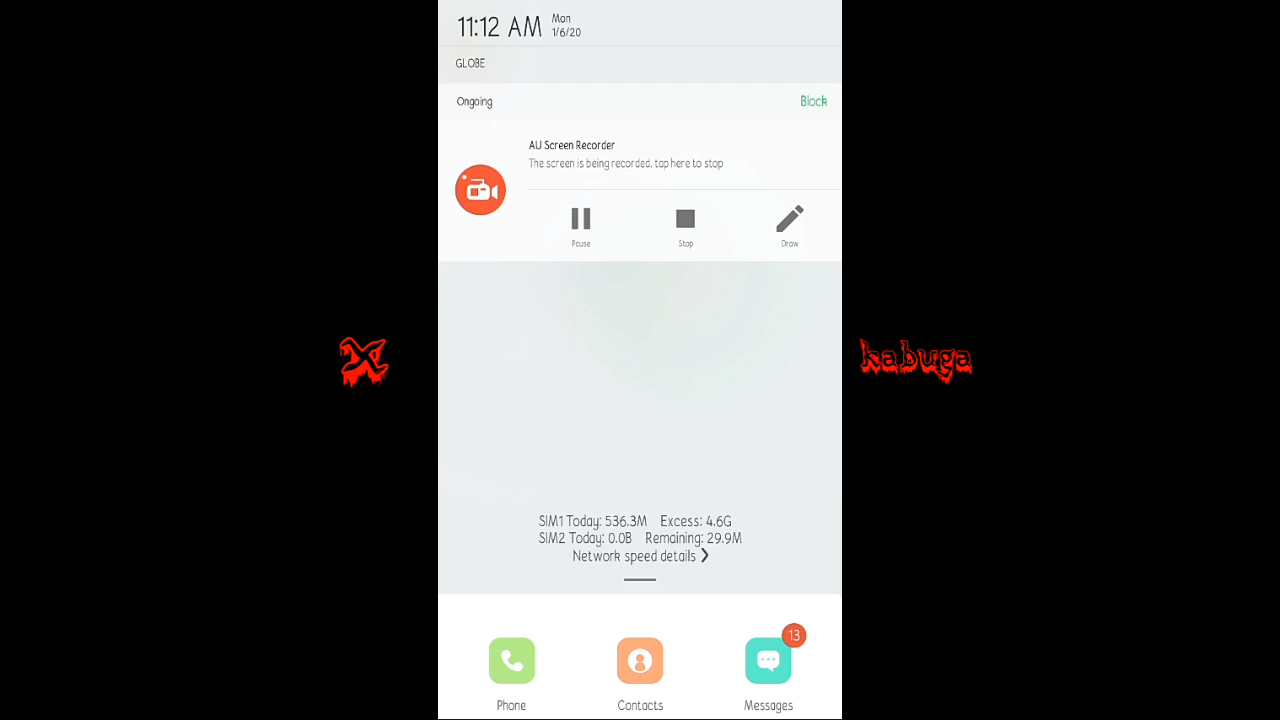 11:12 AM Mon
1/6/20
GLOBE
Ongoing Block
AU Screen Recorder
The screen is being recorded, tap here to stop
Pause Stop Draw
X kabuga
SIM1 Today: 536.3M Excess: 4.6G
SIM2 Today: 0.0B Remaining: 29.9M
Network speed details
13
Phone Contacts Messages